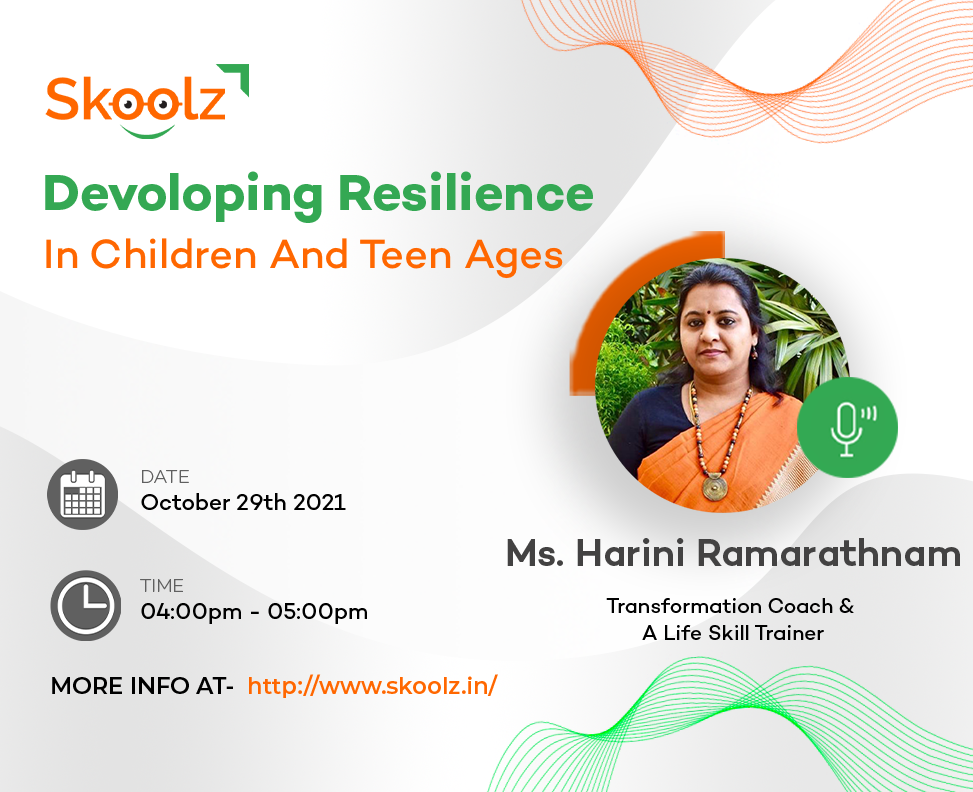 Skoolz
Devoloping Resilience
In Children And Teen Ages
DATE
October 29th 2021
TIME
04:00pm - 05:00pm
MORE INFO AT- http://www.skoolz.in/
Ms. Harini Ramarathnam
Transformation Coach &
A Life Skill Trainer